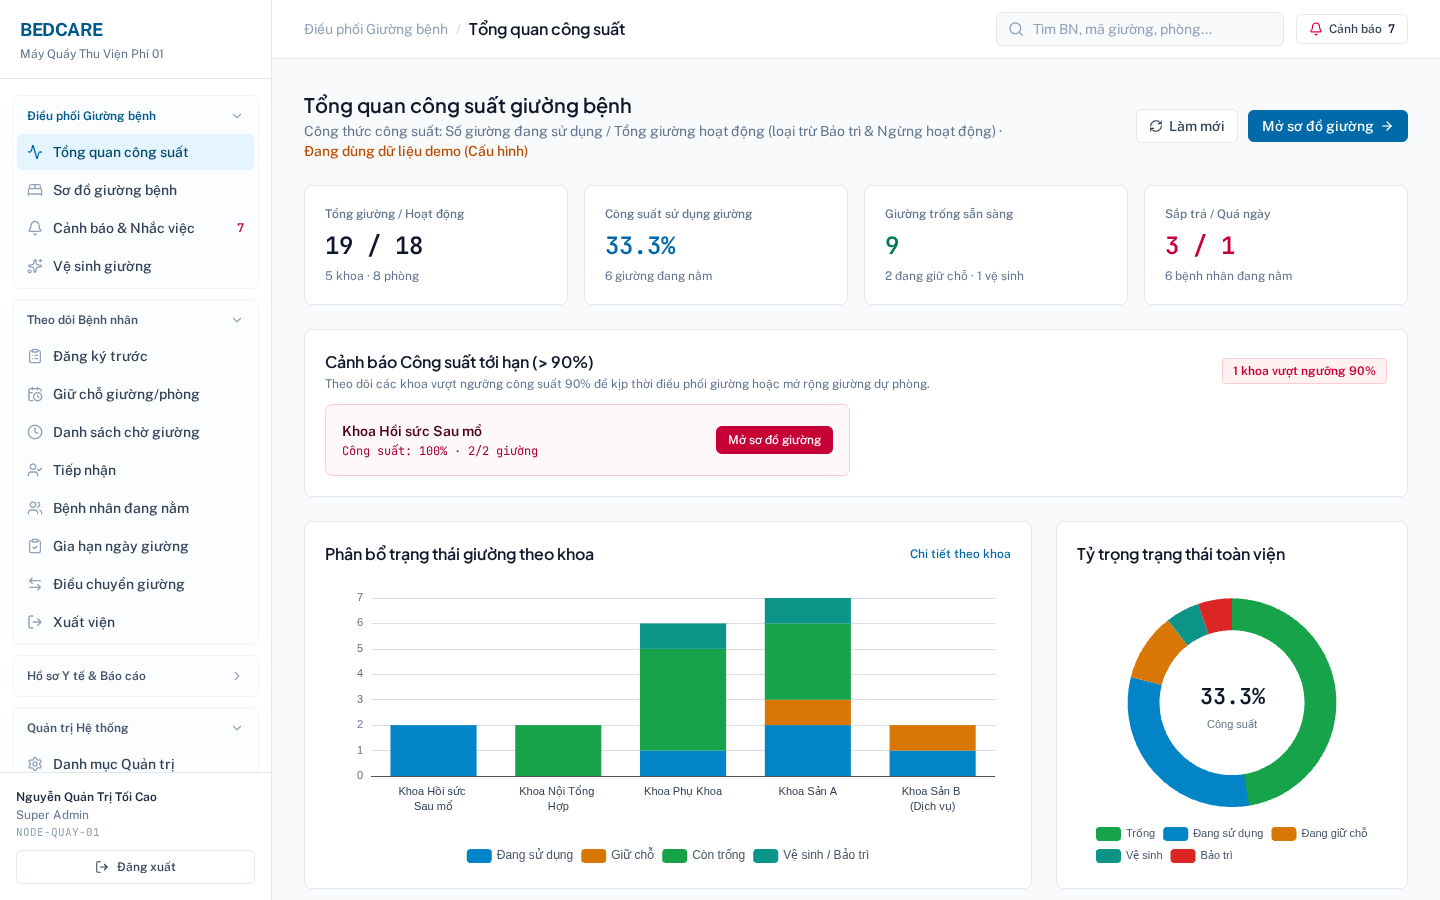 BEDCARE
Máy Quầy Thu Viện Phí 01
Điều phối Giường bệnh
Tổng quan công suất
Sơ đồ giường bệnh
Cảnh báo & Nhắc việc 7
Vệ sinh giường
Theo dõi Bệnh nhân
Đăng ký trước
Giữ chỗ giường/phòng
Danh sách chờ giường
Tiếp nhận
Bệnh nhân đang nằm
Gia hạn ngày giường
Điều chuyển giường
Xuất viện
Hồ sơ Y tế & Báo cáo
Quản trị Hệ thống
Danh mục Quản trị
Nguyễn Quản Trị Tối Cao
Super Admin
NODE-QUAY-01
Đăng xuất
Điều phối Giường bệnh / Tổng quan công suất
Tìm BN, mã giường, phòng...
Cảnh báo 7
Tổng quan công suất giường bệnh
Công thức công suất: Số giường đang sử dụng / Tổng giường hoạt động (loại trừ Bảo trì & Ngừng hoạt động) ·
Đang dùng dữ liệu demo (Cấu hình)
Làm mới
Mở sơ đồ giường
Tổng giường / Hoạt động
19 / 18
5 khoa · 8 phòng
Công suất sử dụng giường
33.3%
6 giường đang nằm
Giường trống sẵn sàng
9
2 đang giữ chỗ · 1 vệ sinh
Sắp trả / Quá ngày
3 / 1
6 bệnh nhân đang nằm
Cảnh báo Công suất tới hạn (> 90%)
Theo dõi các khoa vượt ngưỡng công suất 90% để kịp thời điều phối giường hoặc mở rộng giường dự phòng.
1 khoa vượt ngưỡng 90%
Khoa Hồi sức Sau mổ
Công suất: 100% · 2/2 giường
Mở sơ đồ giường
Phân bổ trạng thái giường theo khoa
Chi tiết theo khoa
7
6
5
4
3
2
1
0
Khoa Hồi sức
Sau mổ
Khoa Nội Tổng
Hợp
Khoa Phụ Khoa
Khoa Sản A
Khoa Sản B
(Dịch vụ)
Đang sử dụng Giữ chỗ Còn trống Vệ sinh / Bảo trì
Tỷ trọng trạng thái toàn viện
33.3%
Công suất
Trống Đang sử dụng Đang giữ chỗ
Vệ sinh Bảo trì